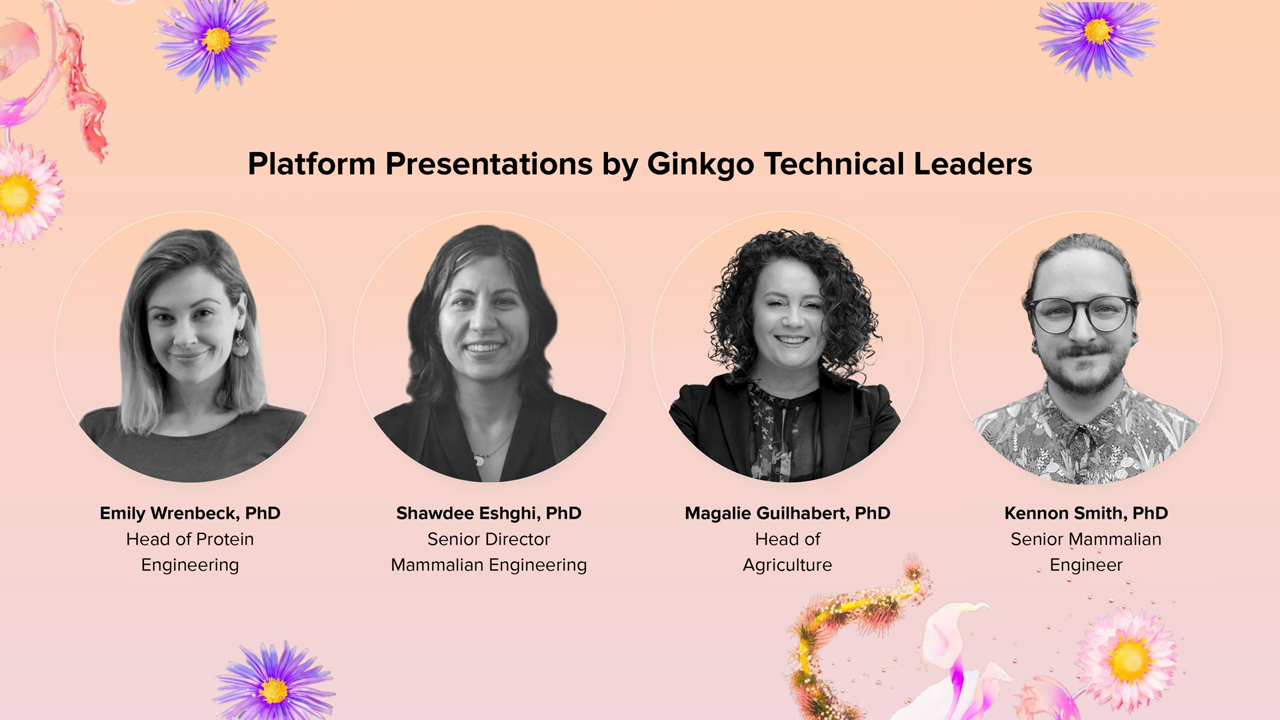 Platform Presentations by Ginkgo Technical Leaders
Emily Wrenbeck, PhD
Head of Protein
Engineering
Shawdee Eshghi, PhD
Senior Director
Mammalian Engineering
Magalie Guilhabert, PhD
Head of
Agriculture
Kennon Smith, PhD
Senior Mammalian
Engineer